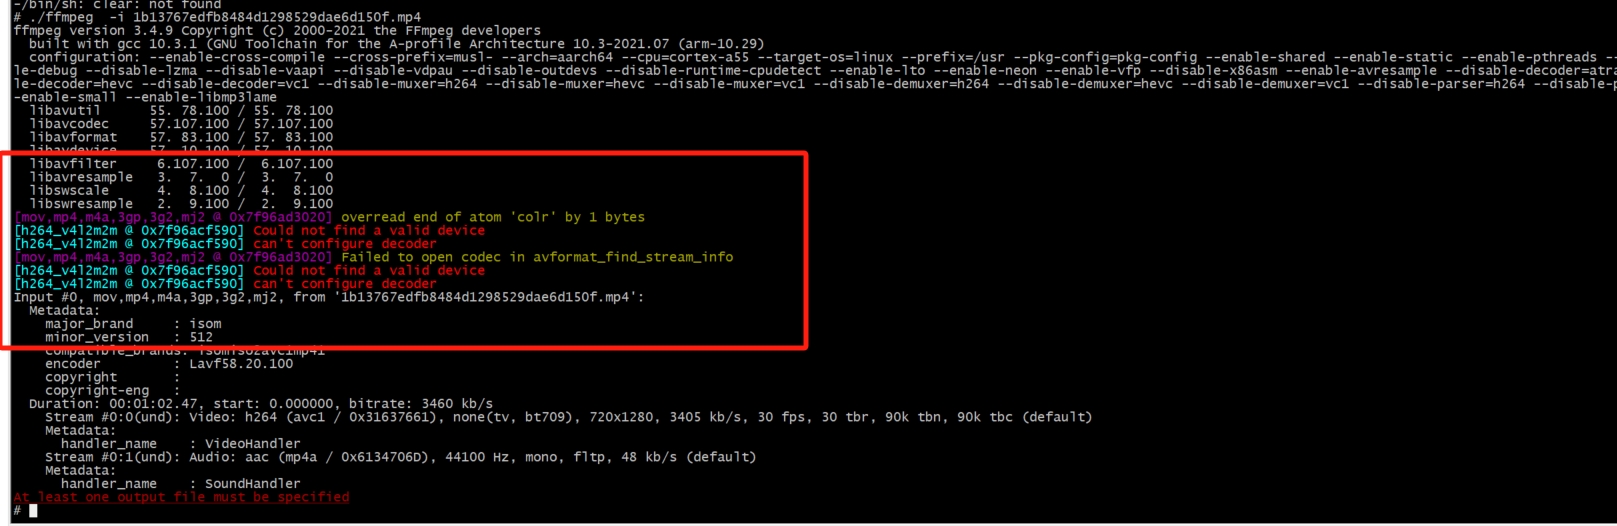 -/bin/sh: clear: not found
# ./ffmpeg  -i 1b13767edfb8484d1298529dae6d150f.mp4
ffmpeg version 3.4.9 Copyright (c) 2000-2021 the FFmpeg developers
  built with gcc 10.3.1 (GNU Toolchain for the A-profile Architecture 10.3-2021.07 (arm-10.29)
  configuration: --enable-cross-compile --cross-prefix=musl- --arch=aarch64 --cpu=cortex-a55 --target-os=linux --prefix=/usr --pkg-config=pkg-config --enable-shared --enable-static --enable-pthreads --
le-debug --disable-lzma --disable-vaapi --disable-vdpau --disable-outdevs --disable-runtime-cpudetect --enable-lto --enable-neon --enable-vfp --disable-x86asm --enable-avresample --disable-decoder=atra
le-decoder=hevc --disable-decoder=vc1 --disable-muxer=h264 --disable-muxer=hevc --disable-muxer=vc1 --disable-demuxer=h264 --disable-demuxer=hevc --disable-demuxer=vc1 --disable-parser=h264 --disable-p
-enable-small --enable-libmp3lame
  libavutil      55. 78.100 / 55. 78.100
  libavcodec     57.107.100 / 57.107.100
  libavformat    57. 83.100 / 57. 83.100
  libavdevice    57. 10.100 / 57. 10.100
  libavfilter     6.107.100 /  6.107.100
  libavresample   3.  7.  0 /  3.  7.  0
  libswscale      4.  8.100 /  4.  8.100
  libswresample   2.  9.100 /  2.  9.100
[mov,mp4,m4a,3gp,3g2,mj2 @ 0x7f96ad3020] overread end of atom 'colr' by 1 bytes
[h264_v4l2m2m @ 0x7f96acf590] Could not find a valid device
[h264_v4l2m2m @ 0x7f96acf590] can't configure decoder
[mov,mp4,m4a,3gp,3g2,mj2 @ 0x7f96ad3020] Failed to open codec in avformat_find_stream_info
[h264_v4l2m2m @ 0x7f96acf590] Could not find a valid device
[h264_v4l2m2m @ 0x7f96acf590] can't configure decoder
Input #0, mov,mp4,m4a,3gp,3g2,mj2, from '1b13767edfb8484d1298529dae6d150f.mp4':
  Metadata:
    major_brand     : isom
    minor_version   : 512
    compatible_brands: isomiso2avc1mp41
    encoder         : Lavf58.20.100
    copyright       :
    copyright-eng   :
  Duration: 00:01:02.47, start: 0.000000, bitrate: 3460 kb/s
    Stream #0:0(und): Video: h264 (avc1 / 0x31637661), none(tv, bt709), 720x1280, 3405 kb/s, 30 fps, 30 tbr, 90k tbn, 90k tbc (default)
    Metadata:
      handler_name    : VideoHandler
    Stream #0:1(und): Audio: aac (mp4a / 0x6134706D), 44100 Hz, mono, fltp, 48 kb/s (default)
    Metadata:
      handler_name    : SoundHandler
At least one output file must be specified
#